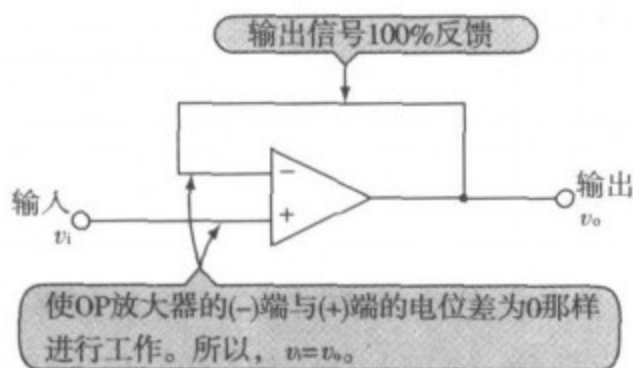 输出信号100%反馈
输入
vi
−
+
输出
vo
使OP放大器的(−)端与(+)端的电位差为0那样
进行工作。所以，vi=vo。